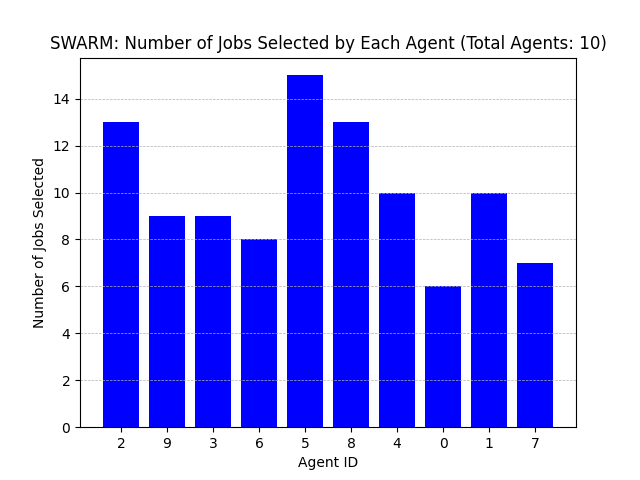 SWARM: Number of Jobs Selected by Each Agent (Total Agents: 10)
Number of Jobs Selected
14
12
10
8
6
4
2
0
2 9 3 6 5 8 4 0 1 7
Agent ID